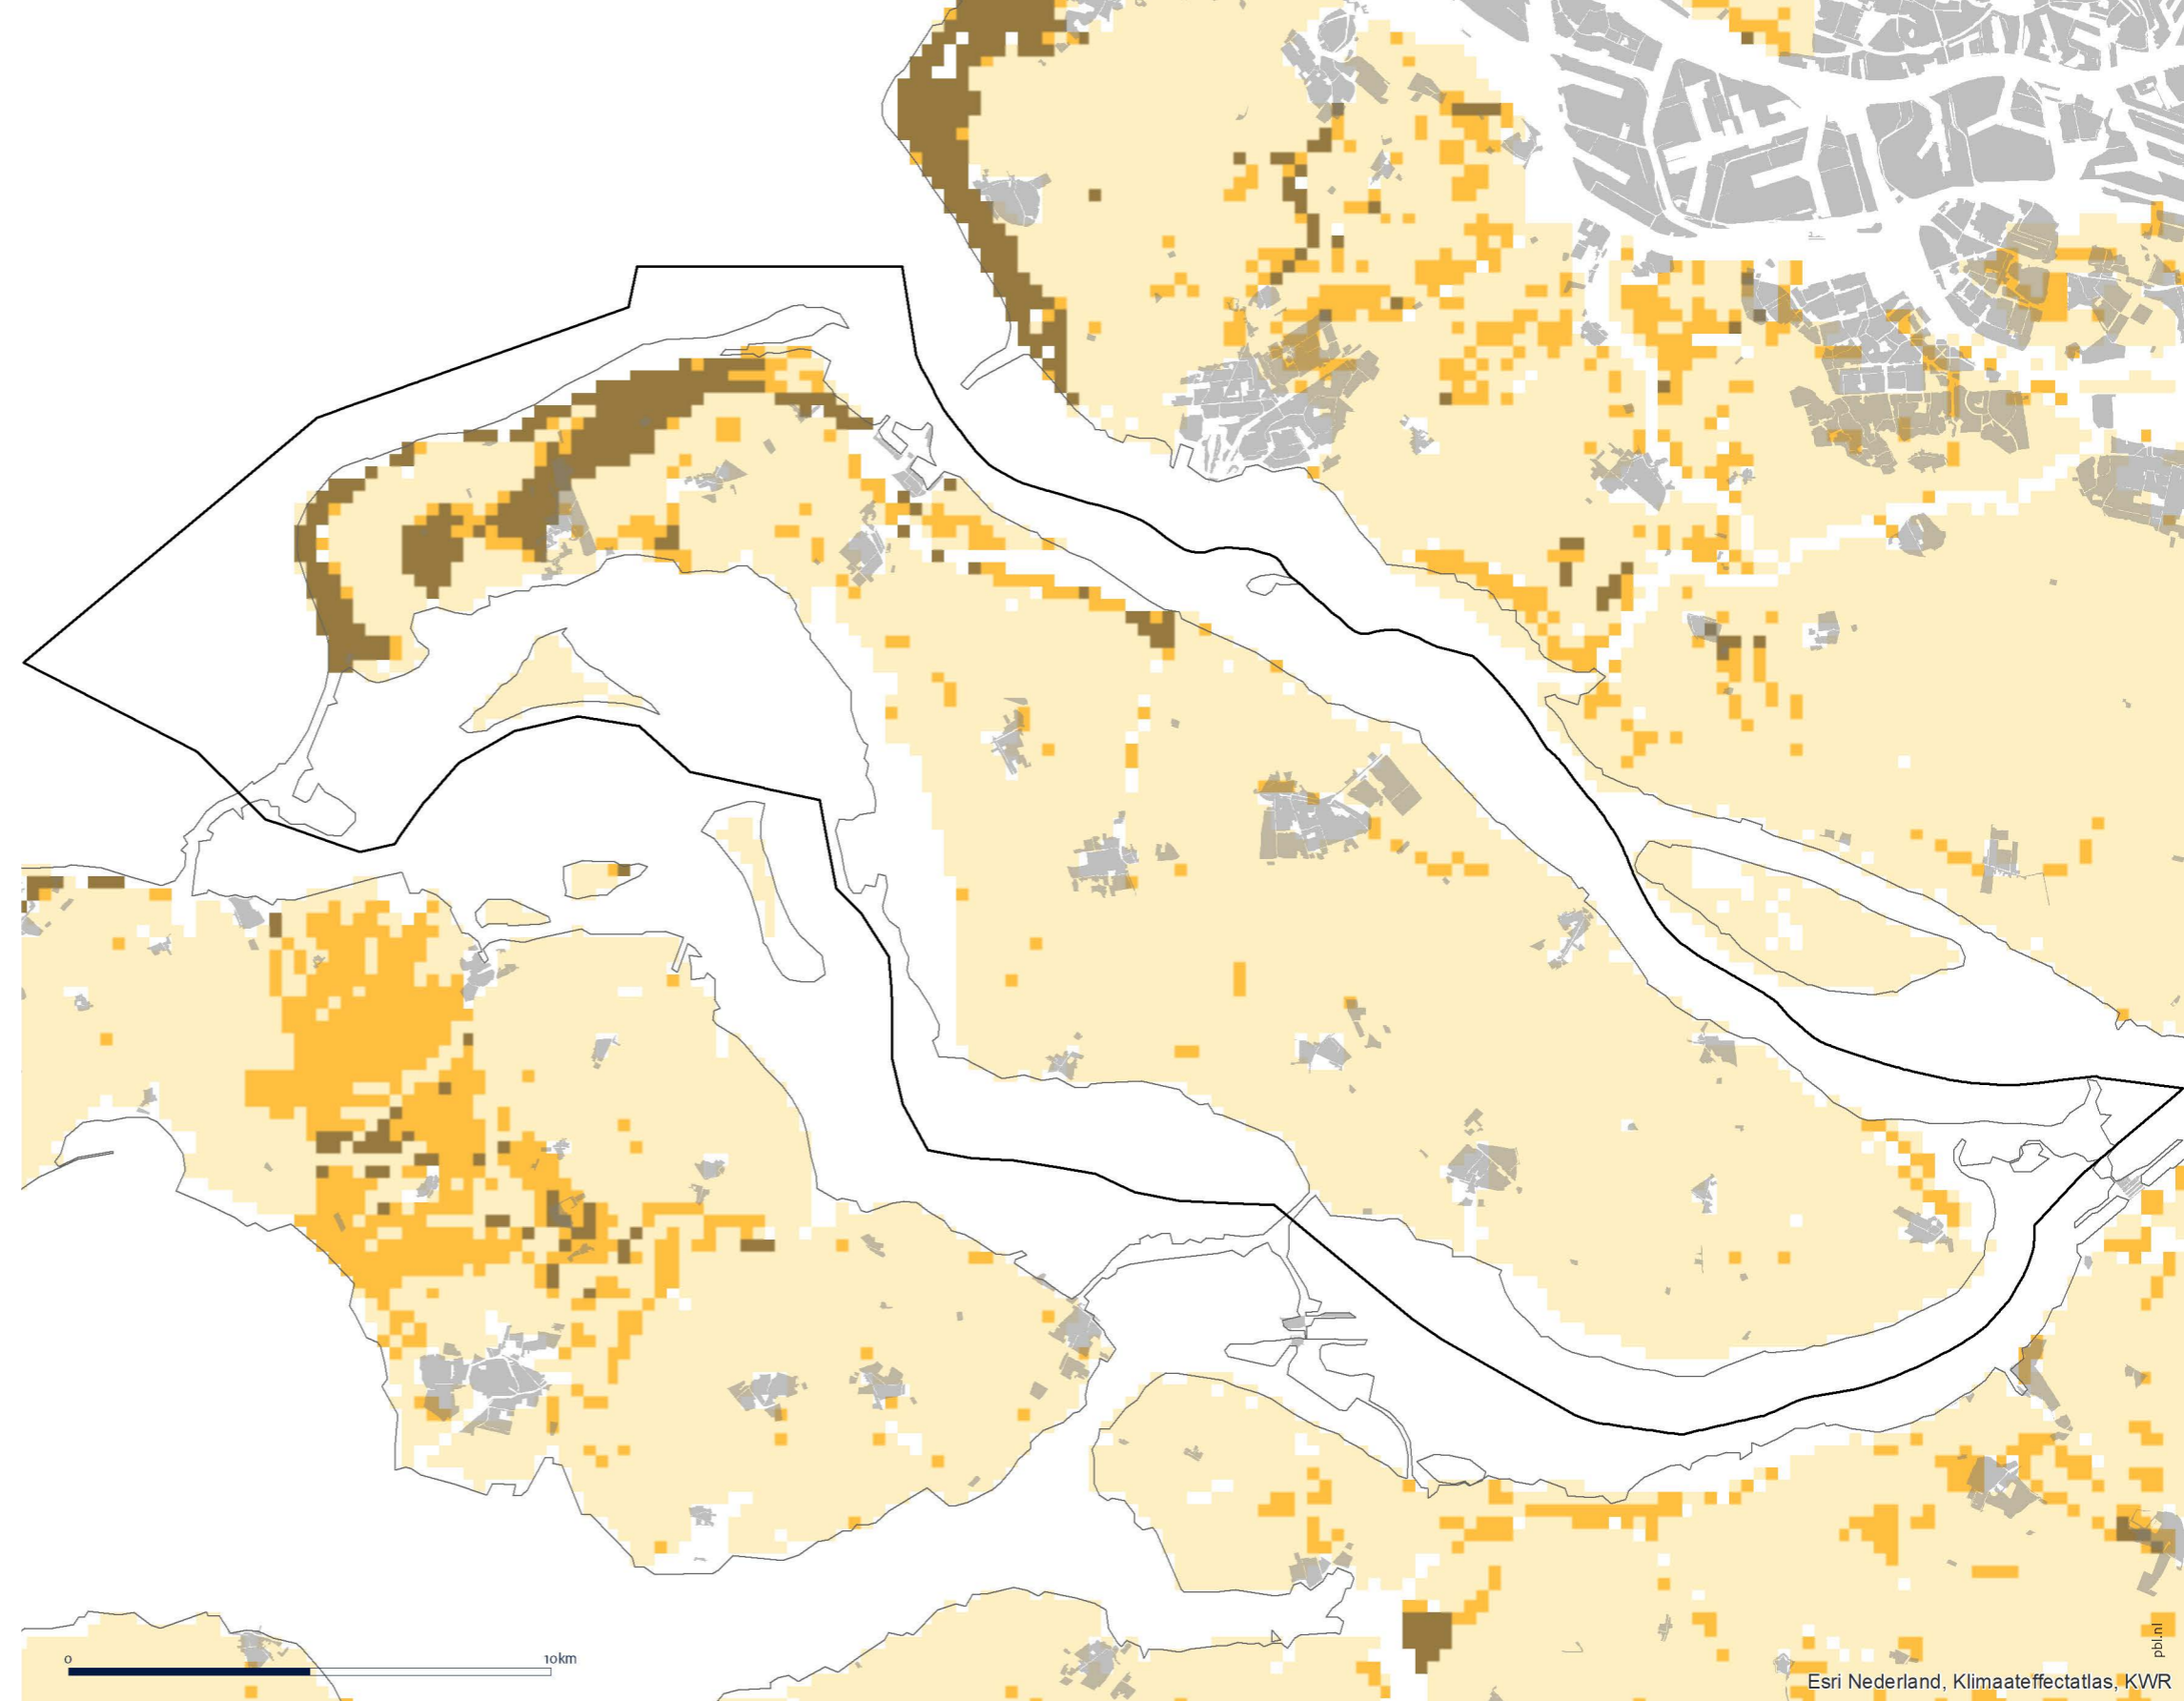 0 10km
pbl.nl
Esri Nederland, Klimaateffectatlas, KWR